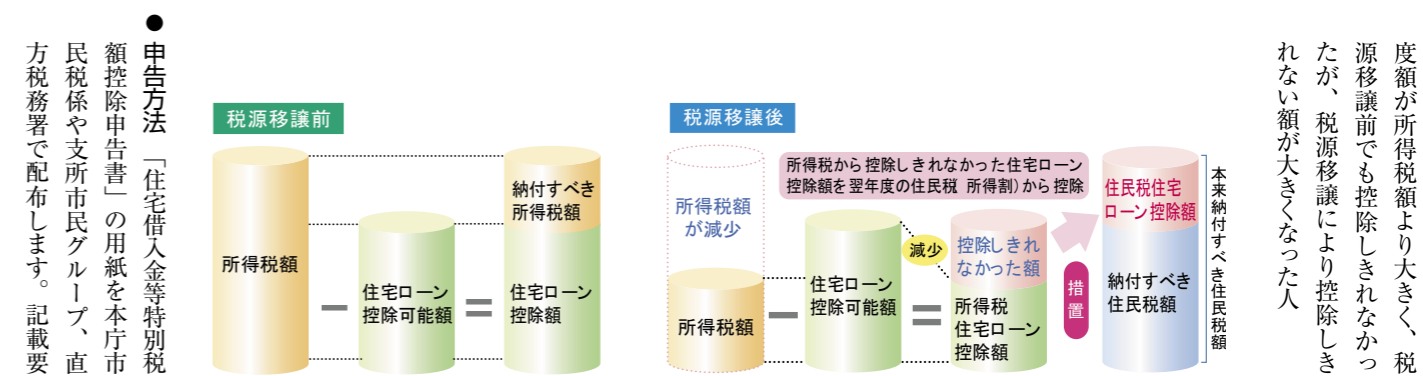 度額が所得税額より大きく、税
源移譲前でも控除しきれなかっ
たが、税源移譲により控除しき
れない額が大きくなった人
税源移譲後
所得税額
が減少
所得税額
－
住宅ローン
控除可能額
＝
減少
控除しきれ
なかった額
所得税
住宅ローン
控除額
所得税から控除しきれなかった住宅ローン
控除額を翌年度の住民税（所得割）から控除
措置
住民税住宅
ローン控除額
納付すべき
住民税額
本来納付すべき住民税額
税源移譲前
所得税額
－
住宅ローン
控除可能額
＝
納付すべき
所得税額
住宅ローン
控除額
●申告方法　「住宅借入金等特別税
額控除申告書」の用紙を本庁市
民税係や支所市民グループ、直
方税務署で配布します。記載要